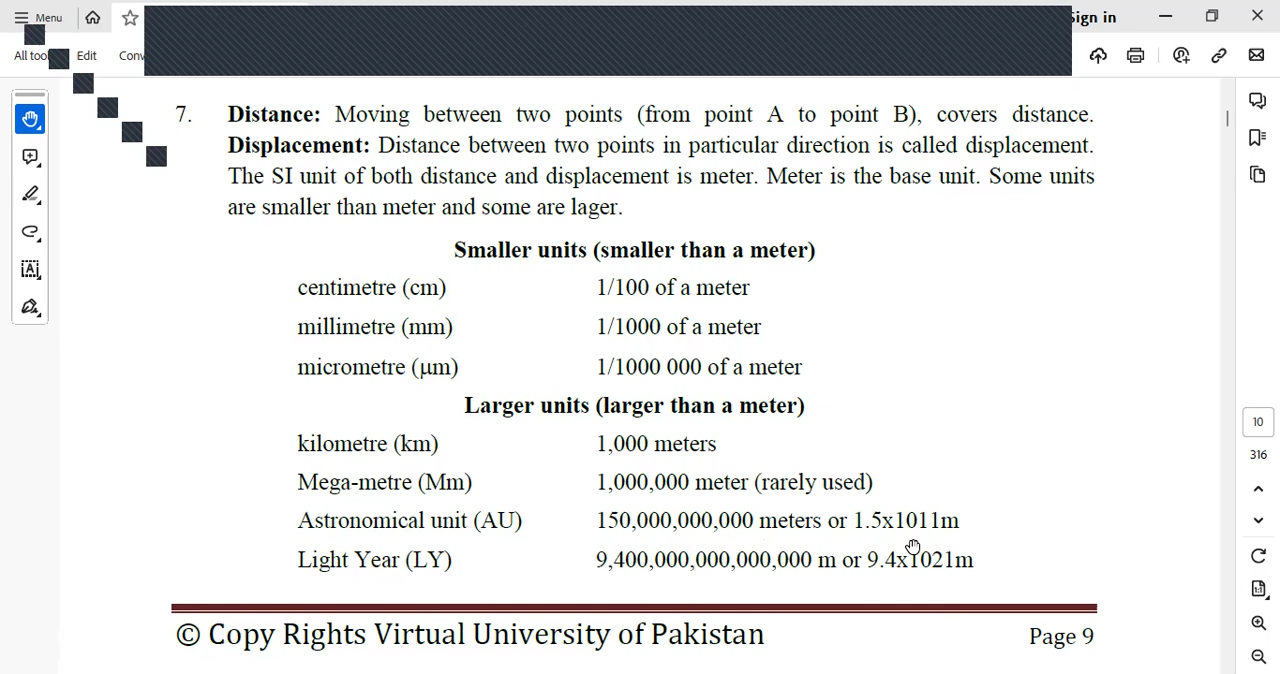 Menu
Sign in
Edit
7. Distance: Moving between two points (from point A to point B), covers distance.
Displacement: Distance between two points in particular direction is called displacement.
The SI unit of both distance and displacement is meter. Meter is the base unit. Some units
are smaller than meter and some are lager.
Smaller units (smaller than a meter)
centimetre (cm) 1/100 of a meter
millimetre (mm) 1/1000 of a meter
micrometre (μm) 1/1000 000 of a meter
Larger units (larger than a meter)
kilometre (km) 1,000 meters
Mega-metre (Mm) 1,000,000 meter (rarely used)
Astronomical unit (AU) 150,000,000,000 meters or 1.5x1011m
Light Year (LY) 9,400,000,000,000,000 m or 9.4x1021m
© Copy Rights Virtual University of Pakistan Page 9
10
316